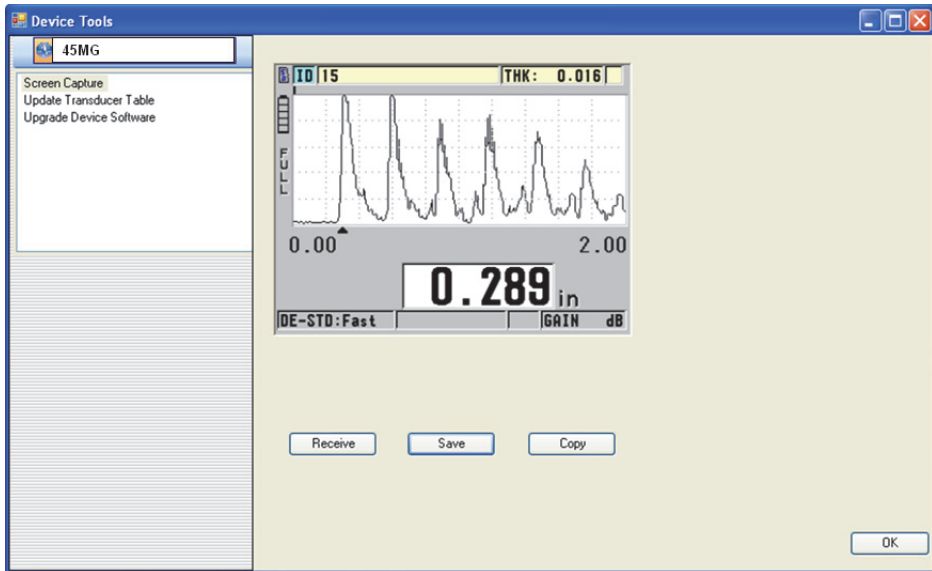 Device Tools
45MG
Screen Capture
Update Transducer Table
Upgrade Device Software
ID 15 THK: 0.016
FULL
0.00 2.00
0.289 in
DE-STD:Fast GAIN dB
Receive Save Copy
OK